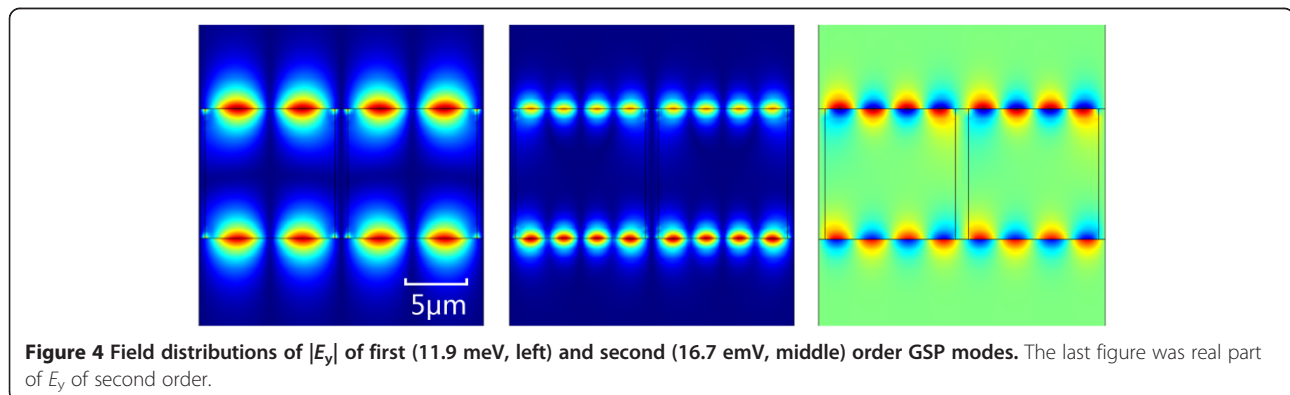 5μm
Figure 4 Field distributions of |Ey| of first (11.9 meV, left) and second (16.7 emV, middle) order GSP modes. The last figure was real part
of Ey of second order.